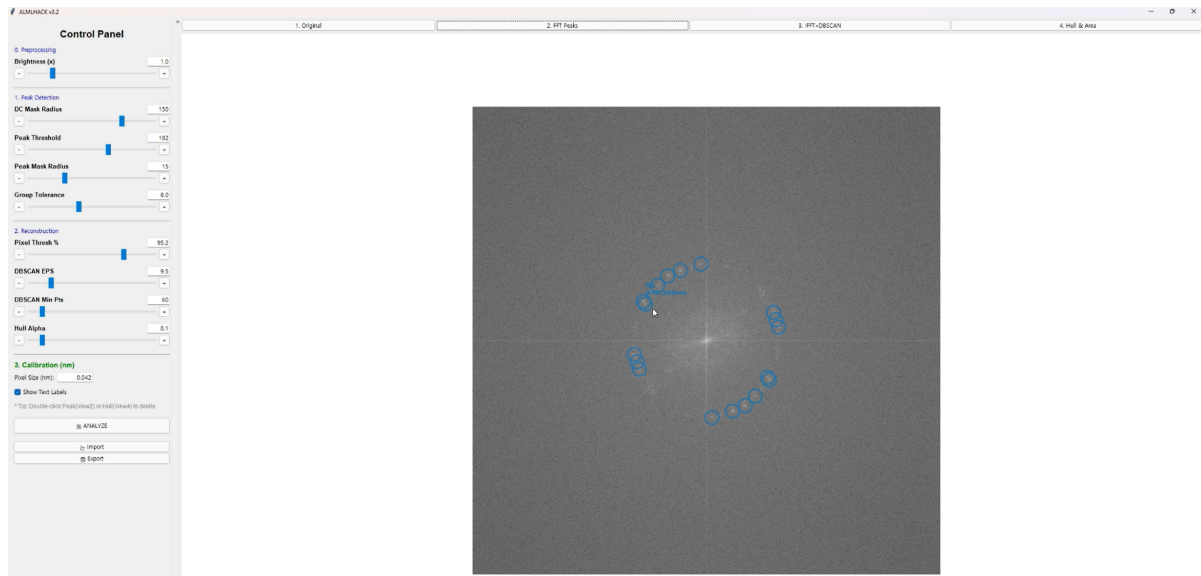 ALMLHACK v3.2
1. Original
2. FFT Peaks
3. IFFT+DBSCAN
4. Hull & Area
Control Panel
0. Preprocessing
Brightness (x) 1.0
- +
1. Peak Detection
DC Mask Radius 150
- +
Peak Threshold 192
- +
Peak Mask Radius 15
- +
Group Tolerance 8.0
- +
2. Reconstruction
Pixel Thresh % 95.2
- +
DBSCAN EPS 9.5
- +
DBSCAN Min Pts 60
- +
Hull Alpha 0.1
- +
3. Calibration (nm)
Pixel Size (nm): 0.042
Show Text Labels
* Tip: Double-click Peak(View2) or Hull(View4) to delete.
ANALYZE
Import
Export